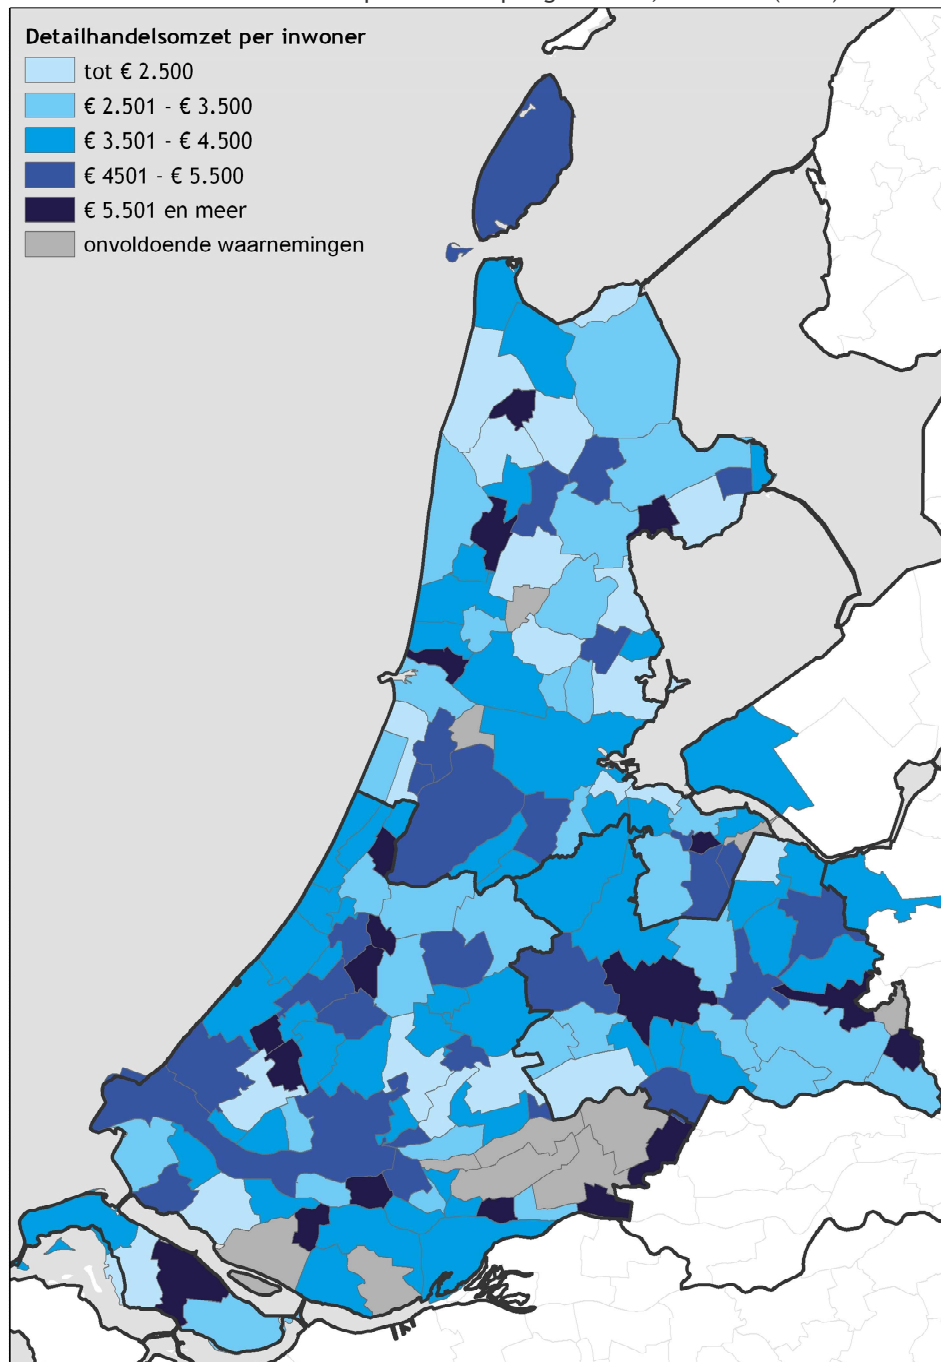 Detailhandelsomzet per inwoner
tot € 2.500
€ 2.501 - € 3.500
€ 3.501 - € 4.500
€ 4501 - € 5.500
€ 5.501 en meer
onvoldoende waarnemingen